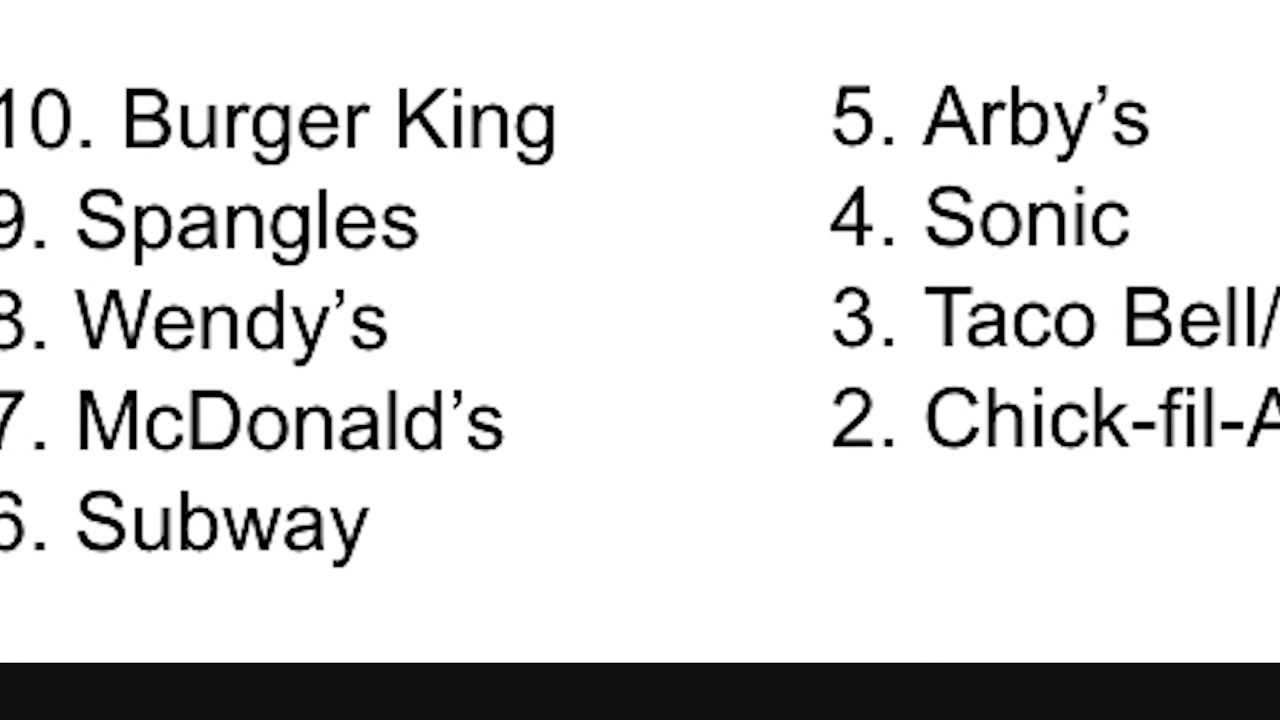 10. Burger King
9. Spangles
8. Wendy’s
7. McDonald’s
6. Subway
5. Arby’s
4. Sonic
3. Taco Bell/
2. Chick-fil-A